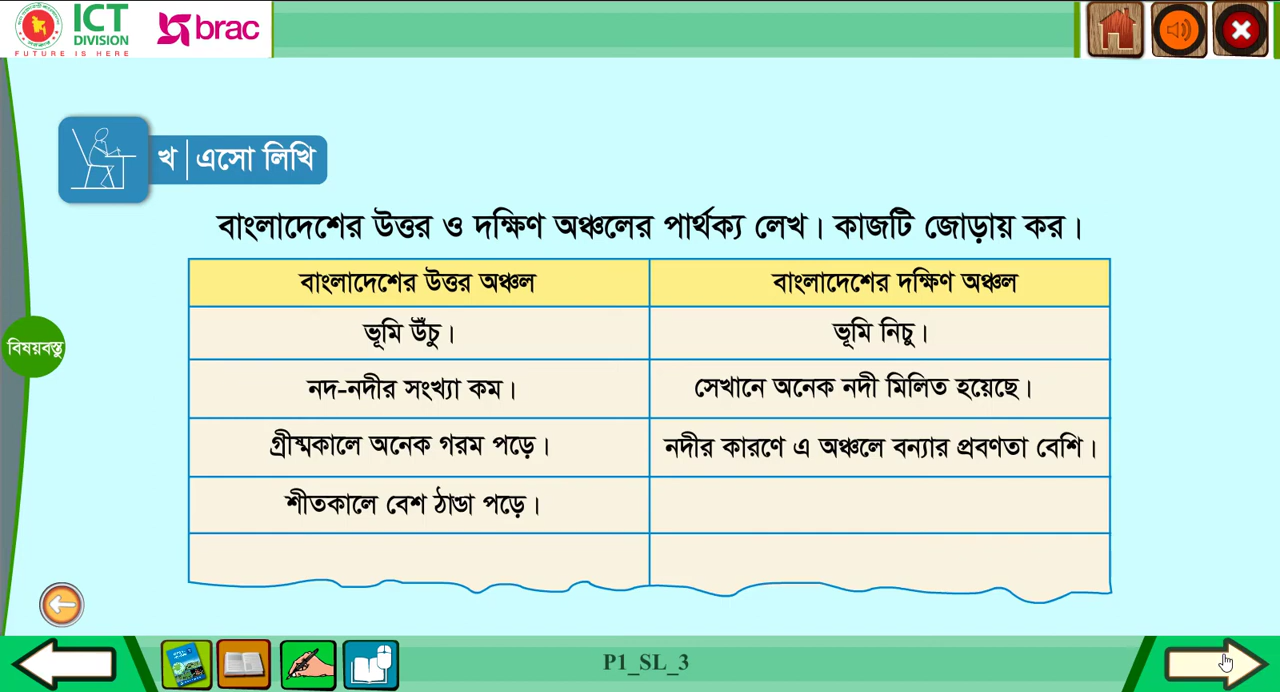 ICT
DIVISION
FUTURE IS HERE
brac
খ | এসো লিখি
বাংলাদেশের উত্তর ও দক্ষিণ অঞ্চলের পার্থক্য লেখ। কাজটি জোড়ায় কর।
বাংলাদেশের উত্তর অঞ্চল
বাংলাদেশের দক্ষিণ অঞ্চল
ভূমি উঁচু।
ভূমি নিচু।
নদ-নদীর সংখ্যা কম।
সেখানে অনেক নদী মিলিত হয়েছে।
গ্রীষ্মকালে অনেক গরম পড়ে।
নদীর কারণে এ অঞ্চলে বন্যার প্রবণতা বেশি।
শীতকালে বেশ ঠাণ্ডা পড়ে।
বিষয়বস্তু
P1_SL_3